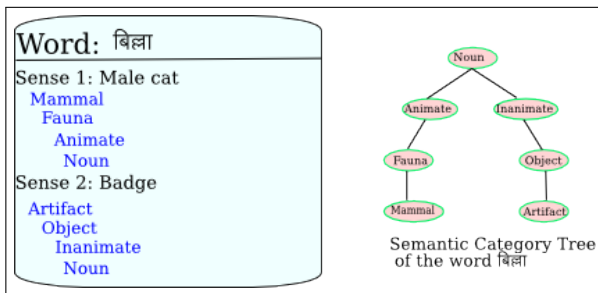 Word: बिल्ला
Sense 1: Male cat
Mammal
Fauna
Animate
Noun
Sense 2: Badge
Artifact
Object
Inanimate
Noun
Noun
Animate Inanimate
Fauna Object
Mammal Artifact
Semantic Category Tree
of the word बिल्ला